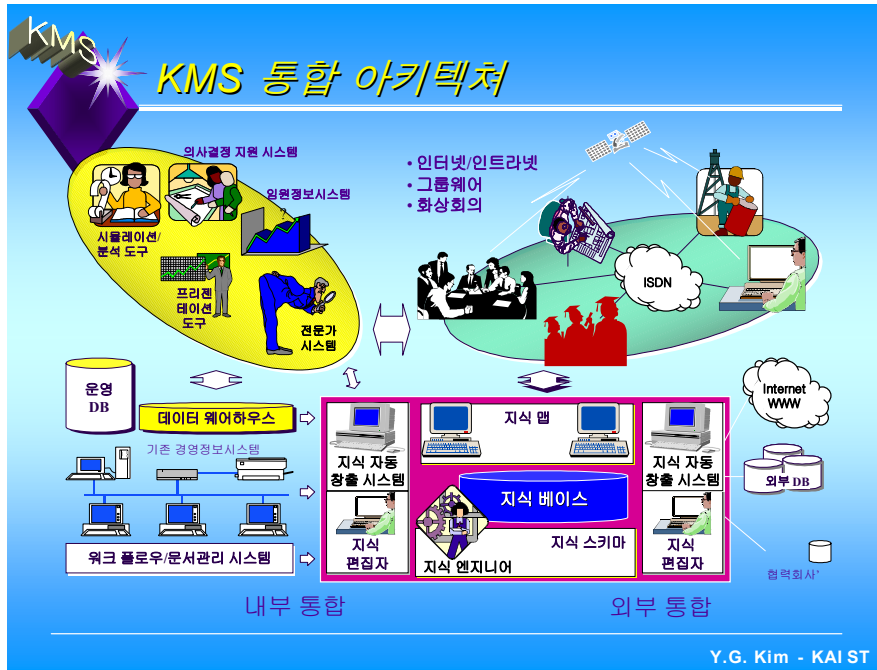 KMS
KMS 통합 아키텍쳐
의사결정 지원 시스템
임원정보시스템
시뮬레이션/
분석 도구
프리젠
테이션
도구
전문가
시스템
• 인터넷/인트라넷
• 그룹웨어
• 화상회의
ISDN
운영
DB
데이터 웨어하우스
기존 경영정보시스템
워크 플로우/문서관리 시스템
지식 자동
창출 시스템
지식
편집자
지식 맵
지식 베이스
지식 스키마
지식 엔지니어
지식 자동
창출 시스템
지식
편집자
Internet
WWW
외부 DB
협력회사'
내부 통합
외부 통합
Y.G. Kim - KAIST